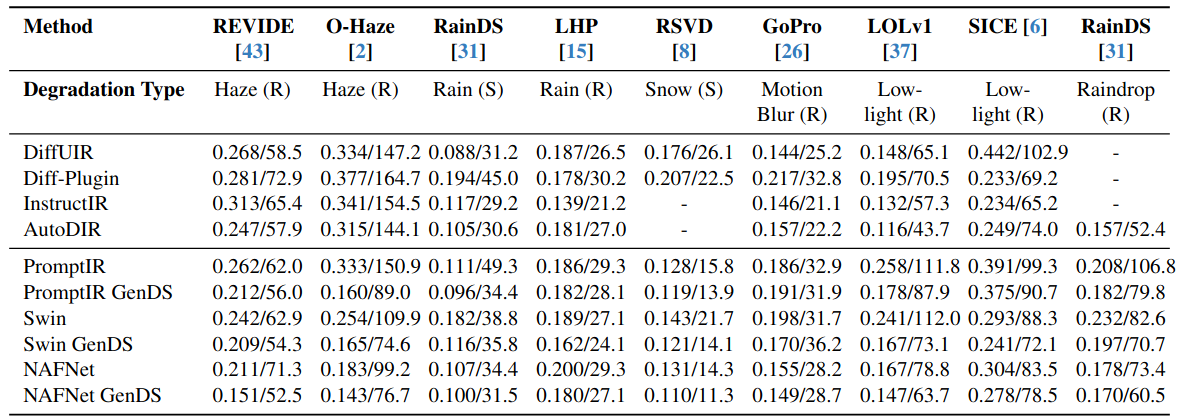 Method REVIDE O-Haze RainDS LHP RSVD GoPro LOLv1 SICE [6] RainDS
[43] [2] [31] [15] [8] [26] [37] [31]
Degradation Type Haze (R) Haze (R) Rain (S) Rain (R) Snow (S) Motion Low- Low- Raindrop
Blur (R) light (R) light (R) (R)
DiffUIR 0.268/58.5 0.334/147.2 0.088/31.2 0.187/26.5 0.176/26.1 0.144/25.2 0.148/65.1 0.442/102.9 -
Diff-Plugin 0.281/72.9 0.377/164.7 0.194/45.0 0.178/30.2 0.207/22.5 0.217/32.8 0.195/70.5 0.233/69.2 -
InstructIR 0.313/65.4 0.341/154.5 0.117/29.2 0.139/21.2 - 0.146/21.1 0.132/57.3 0.234/65.2 -
AutoDIR 0.247/57.9 0.315/144.1 0.105/30.6 0.181/27.0 - 0.157/22.2 0.116/43.7 0.249/74.0 0.157/52.4
PromptIR 0.262/62.0 0.333/150.9 0.111/49.3 0.186/29.3 0.128/15.8 0.186/32.9 0.258/111.8 0.391/99.3 0.208/106.8
PromptIR GenDS 0.212/56.0 0.160/89.0 0.096/34.4 0.182/28.1 0.119/13.9 0.191/31.9 0.178/87.9 0.375/90.7 0.182/79.8
Swin 0.242/62.9 0.254/109.9 0.182/38.8 0.189/27.1 0.143/21.7 0.198/31.7 0.241/112.0 0.293/88.3 0.232/82.6
Swin GenDS 0.209/54.3 0.165/74.6 0.116/35.8 0.162/24.1 0.121/14.1 0.170/36.2 0.167/73.1 0.241/72.1 0.197/70.7
NAFNet 0.211/71.3 0.183/99.2 0.107/34.4 0.200/29.3 0.131/14.3 0.155/28.2 0.167/78.8 0.304/83.5 0.178/73.4
NAFNet GenDS 0.151/52.5 0.143/76.7 0.100/31.5 0.180/27.1 0.110/11.3 0.149/28.7 0.147/63.7 0.278/78.5 0.170/60.5